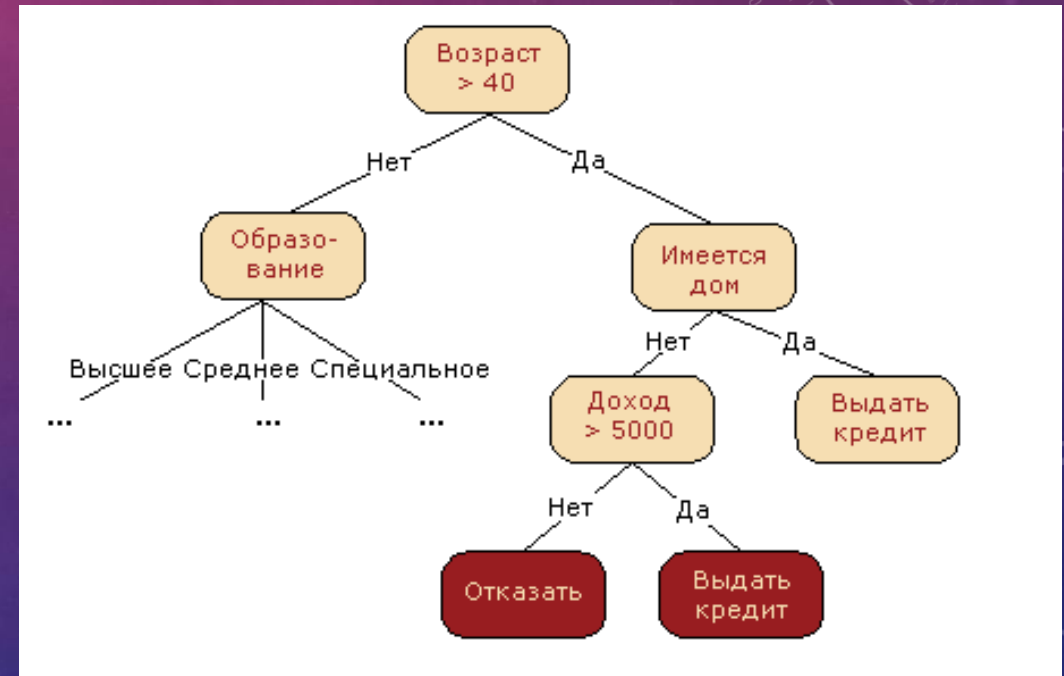 Возраст
> 40
Нет
Да
Образо-
вание
Имеется
дом
Высшее Среднее Специальное
... ... ...
Нет
Да
Доход
> 5000
Выдать
кредит
Нет
Да
Отказать
Выдать
кредит